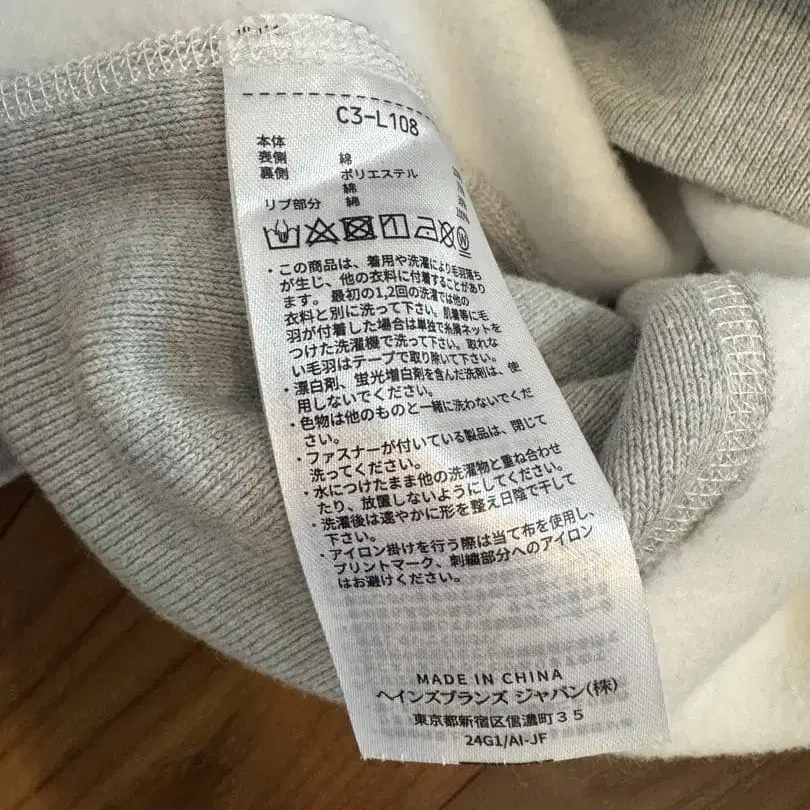 C3-L108
本体
表側 綿
裏側 ポリエステル
綿
リブ部分 綿
・この商品は、着用や洗濯により毛羽落ち
が生じ、他の衣料に付着することがあり
ます。最初の1,2回の洗濯では他の
衣料と別に洗って下さい。肌着等に毛
羽が付着した場合は単独で糸屑ネットを
つけた洗濯機で洗って下さい。取れな
い毛羽はテープで取り除いて下さい。
・漂白剤、蛍光増白剤を含んだ洗剤は、使
用しないでください。
・色物は他のものと一緒に洗わないでくだ
さい。
・ファスナーが付いている製品は、閉じて
洗ってください。
・水につけたまま他の洗濯物と重ね合わせ
たり、放置しないようにしてください。
・洗濯後は速やかに形を整え日陰で干して
下さい。
・アイロン掛けを行う際は当て布を使用し、
プリントマーク、刺繍部分へのアイロン
はお避けください。
MADE IN CHINA
ヘインズブランズ ジャパン(株)
東京都新宿区信濃町35
24G1/AI-JF